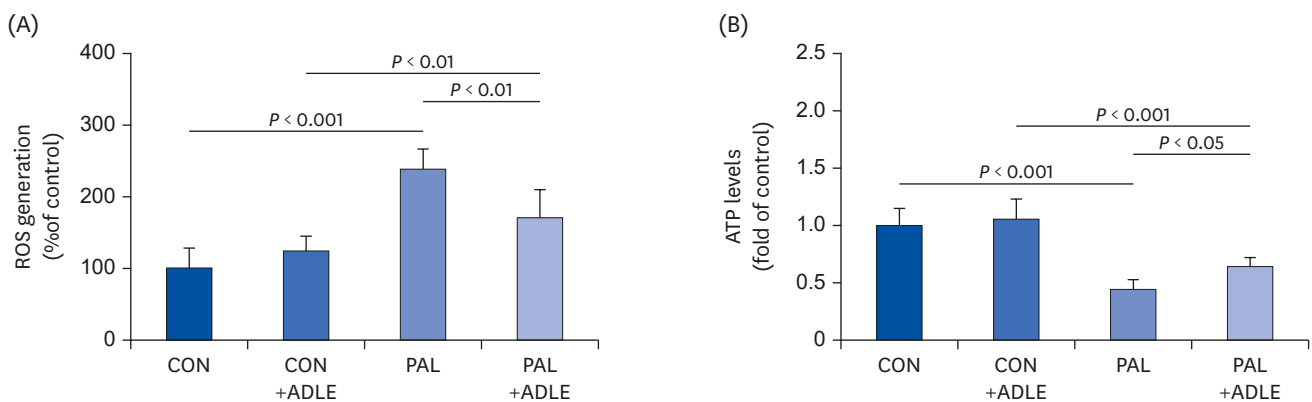 (A)
ROS generation
(%of control)
400
300
200
100
0
P < 0.01
P < 0.01
P < 0.001
CON
CON
+ADLE
PAL
PAL
+ADLE
(B)
ATP levels
(fold of control)
2.5
2.0
1.5
1.0
0.5
0
P < 0.001
P < 0.05
P < 0.001
CON
CON
+ADLE
PAL
PAL
+ADLE